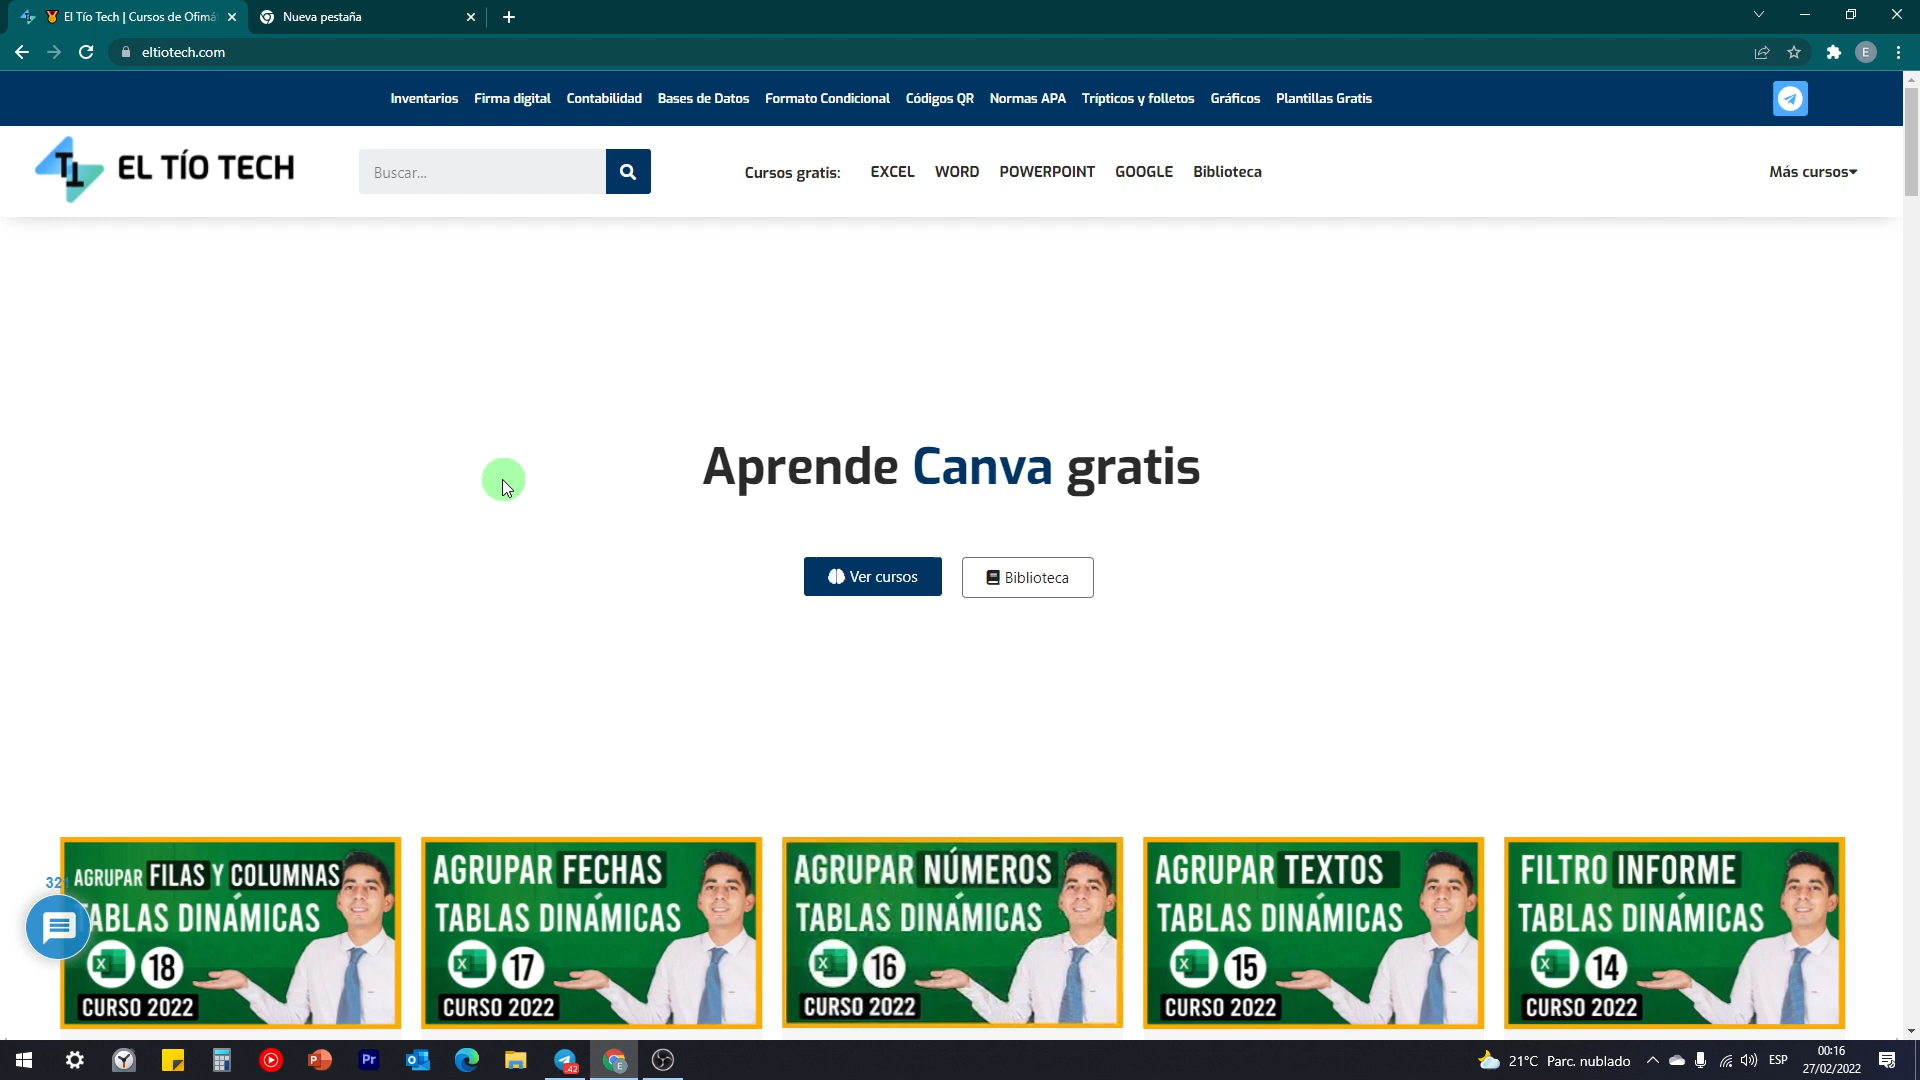 El Tío Tech | Cursos de Ofimá
Nueva pestaña
eltiotech.com
E
Inventarios Firma digital Contabilidad Bases de Datos Formato Condicional Códigos QR Normas APA Trípticos y folletos Gráficos Plantillas Gratis
TT EL TÍO TECH
Buscar...
Cursos gratis: EXCEL WORD POWERPOINT GOOGLE Biblioteca
Más cursos
Aprende Canva gratis
Ver cursos
Biblioteca
AGRUPAR FILAS Y COLUMNAS
TABLAS DINÁMICAS
X 18
CURSO 2022
AGRUPAR FECHAS
TABLAS DINÁMICAS
X 17
CURSO 2022
AGRUPAR NÚMEROS
TABLAS DINÁMICAS
X 16
CURSO 2022
AGRUPAR TEXTOS
TABLAS DINÁMICAS
X 15
CURSO 2022
FILTRO INFORME
TABLAS DINÁMICAS
X 14
CURSO 2022
21°C Parc. nublado
ESP
00:16
27/02/2022
P
Pr
O
42
E